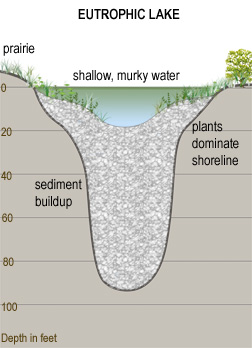 EUTROPHIC LAKE
prairie
shallow, murky water
0
20
plants
dominate
shoreline
40
sediment
buildup
60
80
100
Depth in feet